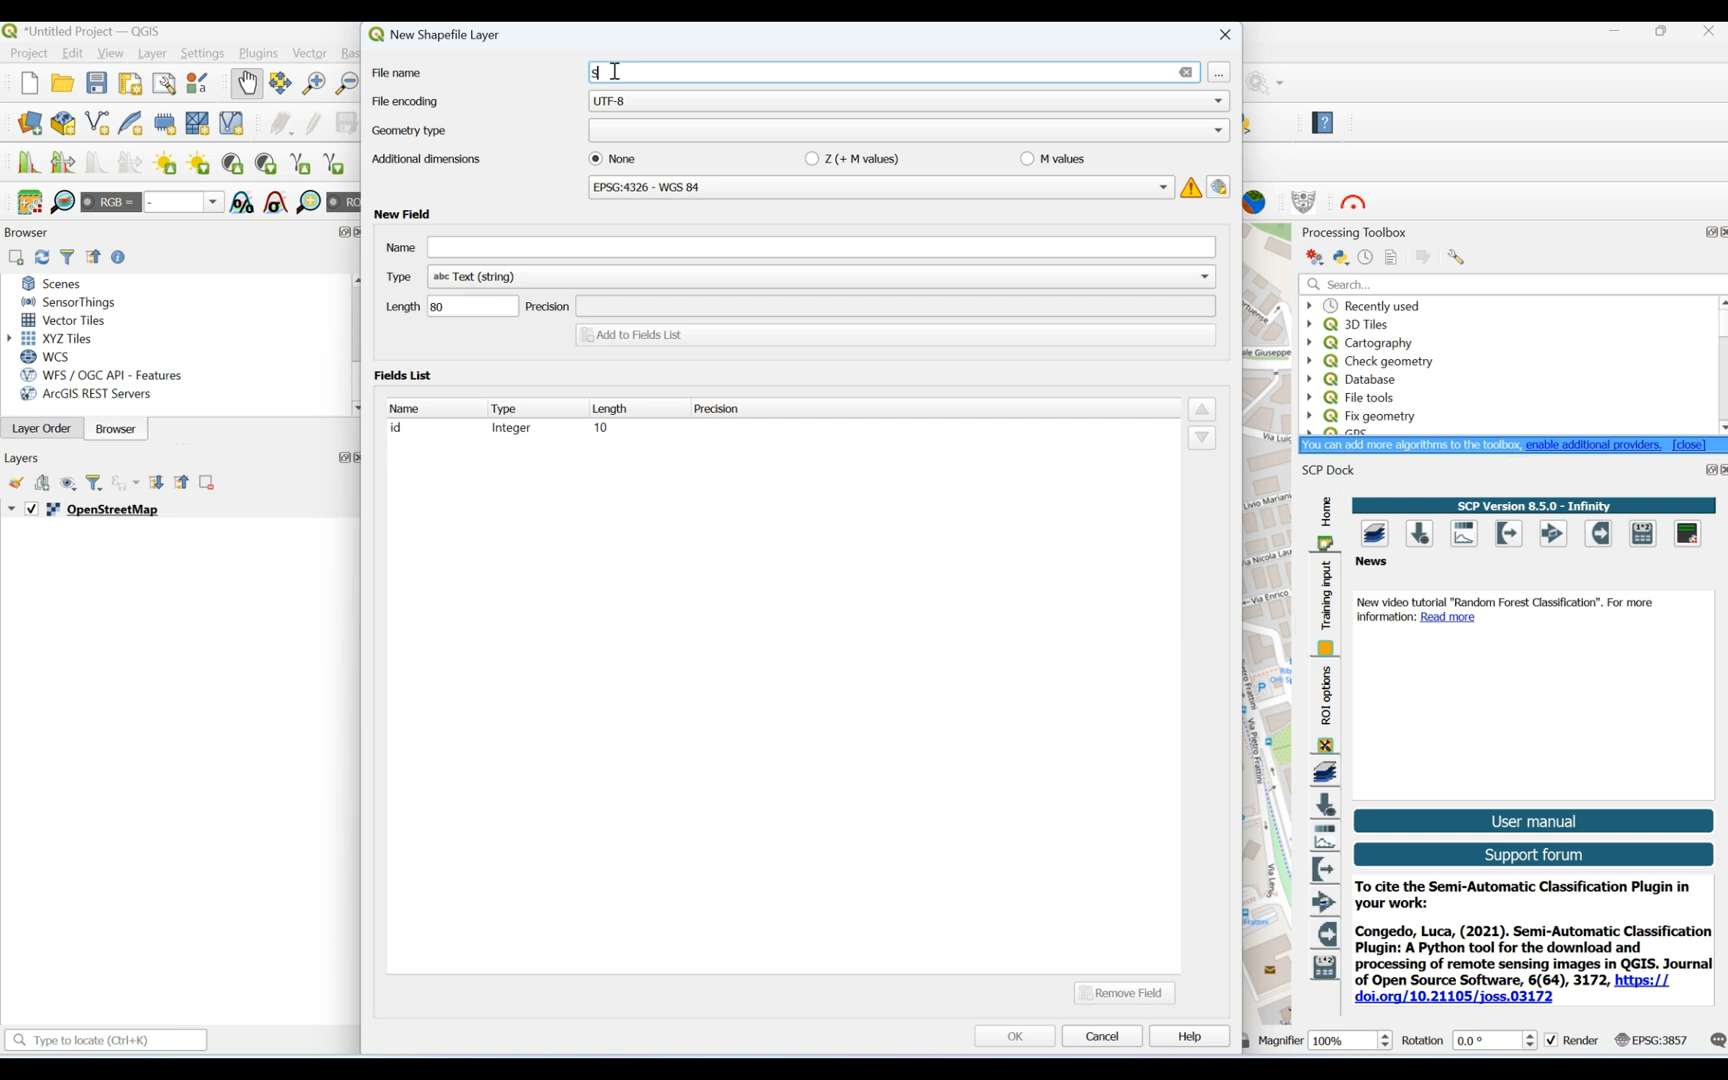 *Untitled Project — QGIS
Project Edit View Layer Settings Plugins Vector Ras
New Shapefile Layer
File name s
...
File encoding UTF-8
Geometry type
Additional dimensions None Z (+ M values) M values
EPSG:4326 - WGS 84
New Field
Name
Type abc Text (string)
Length 80 Precision
Add to Fields List
Fields List
Name Type Length Precision
id Integer 10
Remove Field
OK Cancel Help
RGB = -
RO
Browser
Scenes
SensorThings
Vector Tiles
XYZ Tiles
WCS
WFS / OGC API - Features
ArcGIS REST Servers
Layer Order Browser
Layers
OpenStreetMap
Type to locate (Ctrl+K)
Processing Toolbox
Search...
Recently used
3D Tiles
Cartography
Check geometry
Database
File tools
Fix geometry
GPS
You can add more algorithms to the toolbox, enable additional providers. [close]
SCP Dock
Home
Training input
ROI options
SCP Version 8.5.0 - Infinity
News
New video tutorial "Random Forest Classification". For more
information: Read more
User manual
Support forum
To cite the Semi-Automatic Classification Plugin in
your work:
Congedo, Luca, (2021). Semi-Automatic Classification
Plugin: A Python tool for the download and
processing of remote sensing images in QGIS. Journal
of Open Source Software, 6(64), 3172, https://
doi.org/10.21105/joss.03172
Magnifier 100% Rotation 0.0 ° Render EPSG:3857